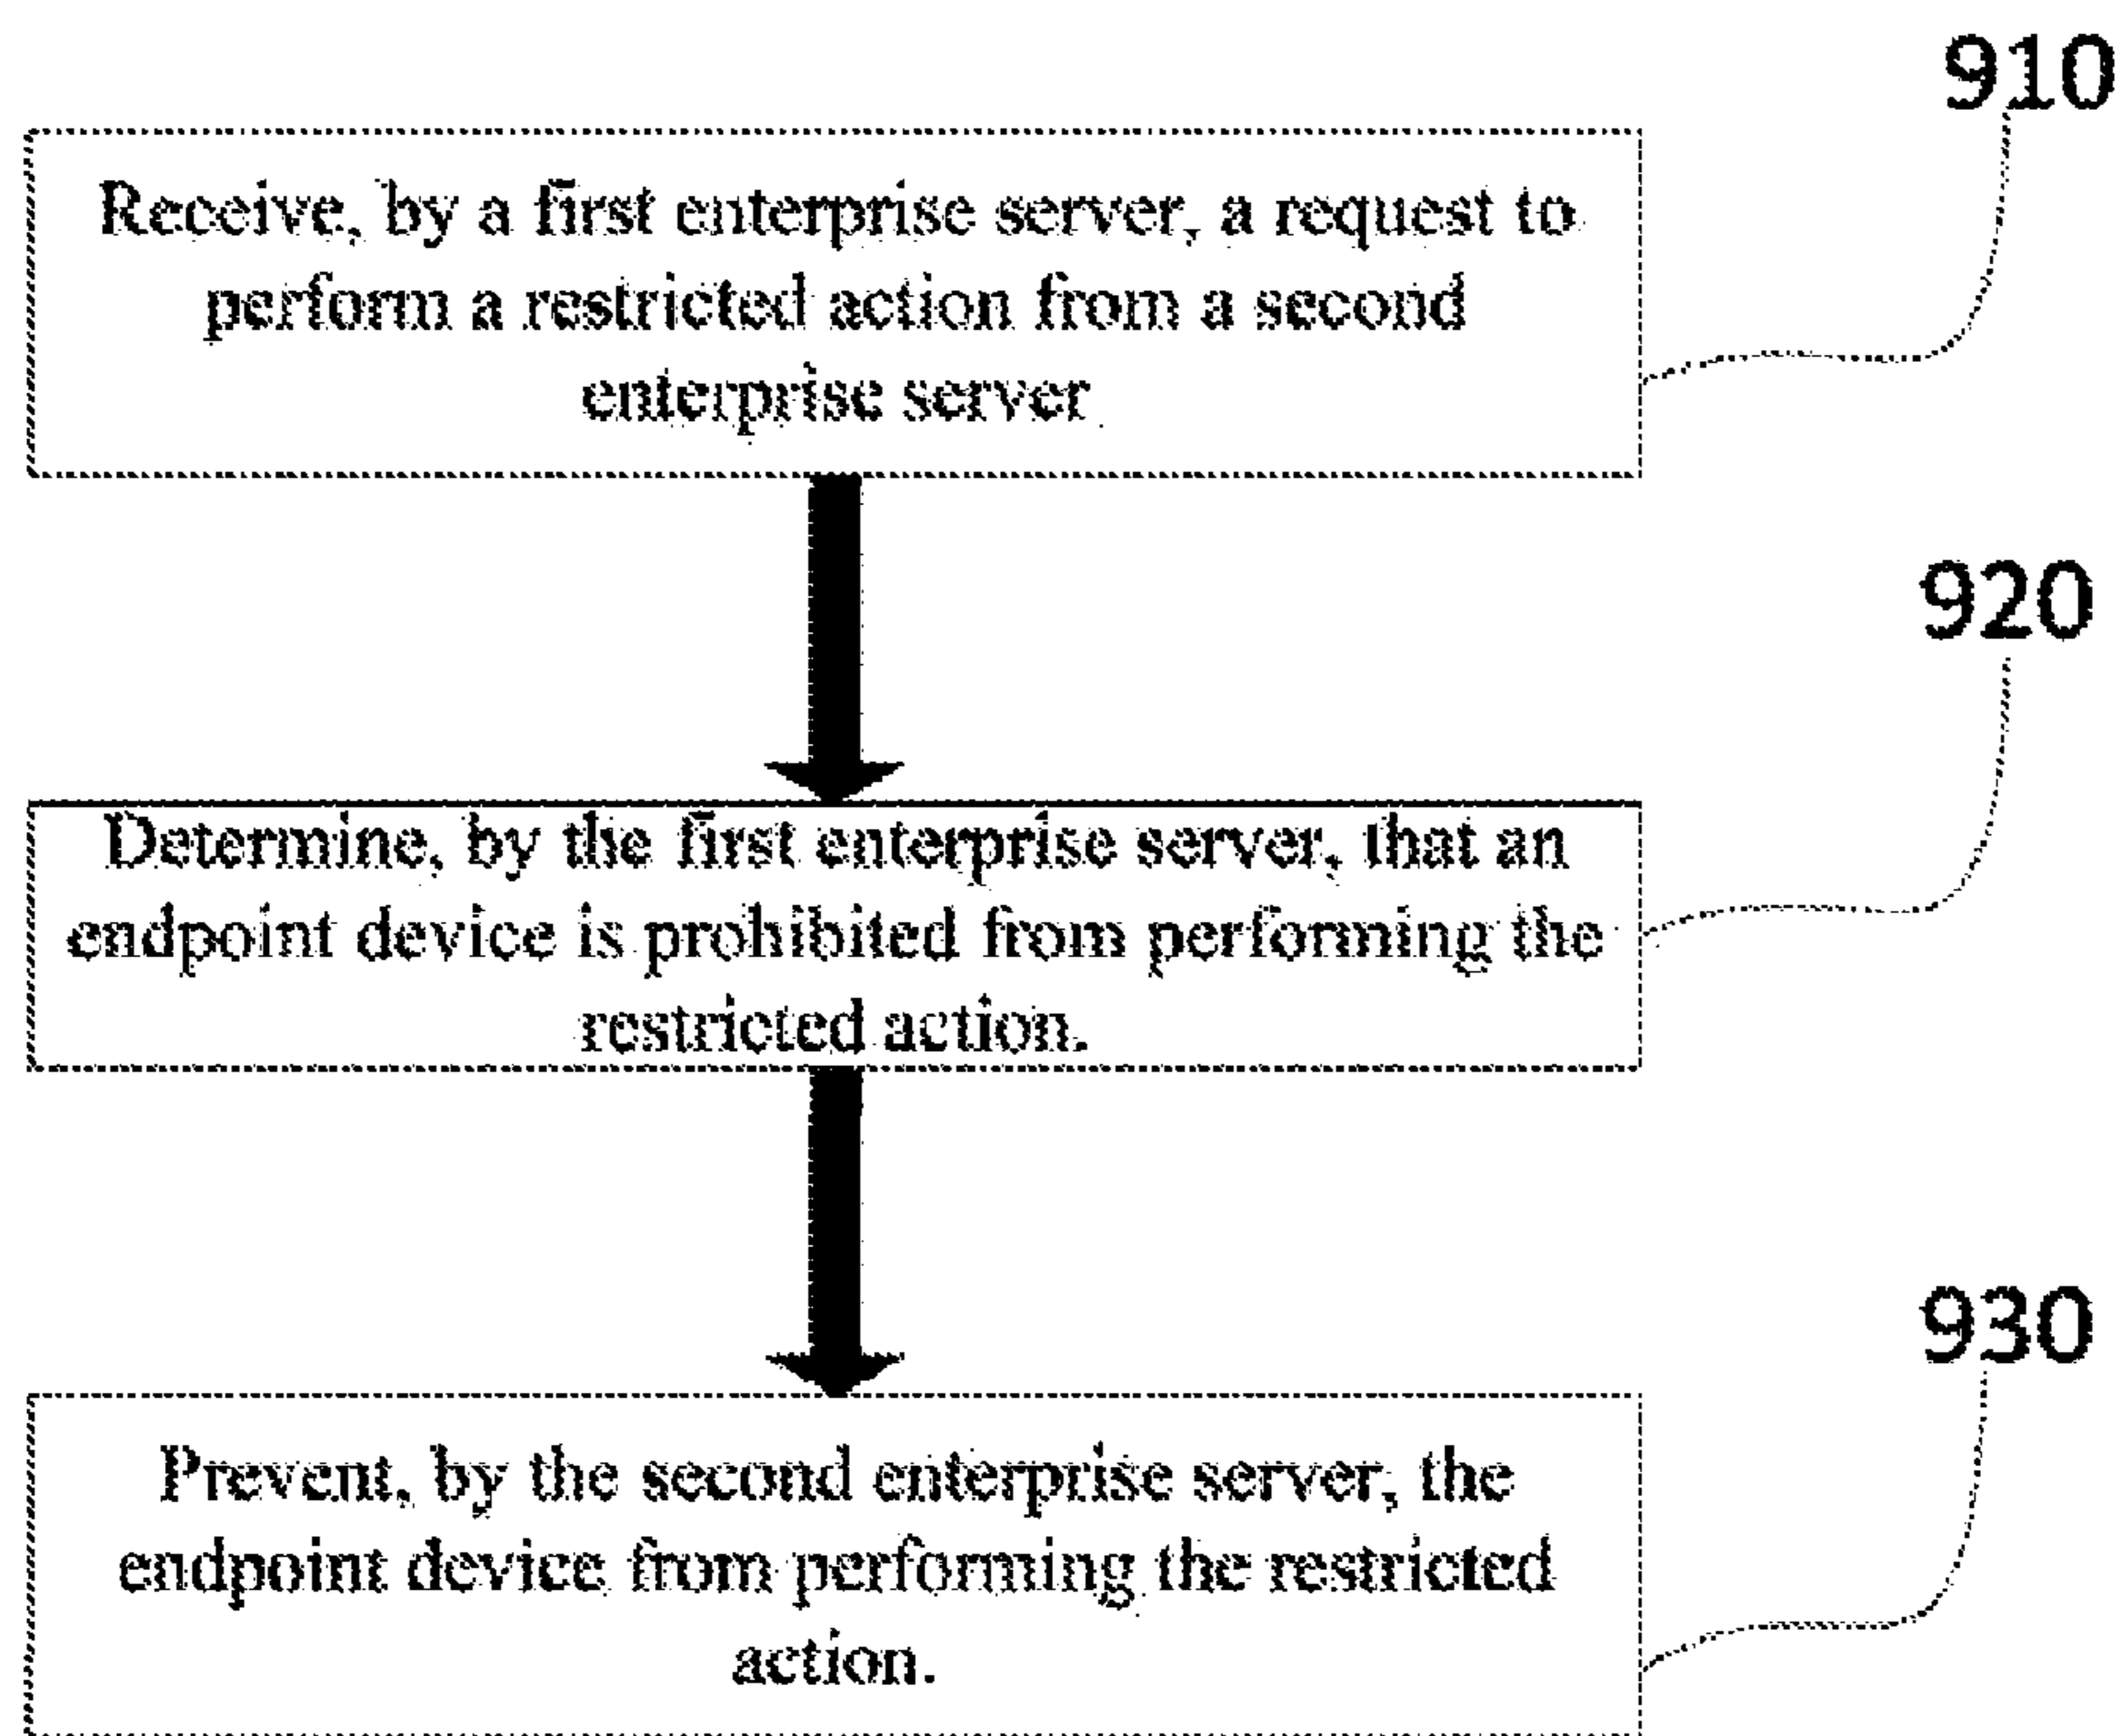 910
Receive, by a first enterprise server, a request to
perform a restricted action from a second
enterprise server
920
Determine, by the first enterprise server, that an
endpoint device is prohibited from performing the
restricted action.
930
Prevent, by the second enterprise server, the
endpoint device from performing the restricted
action.